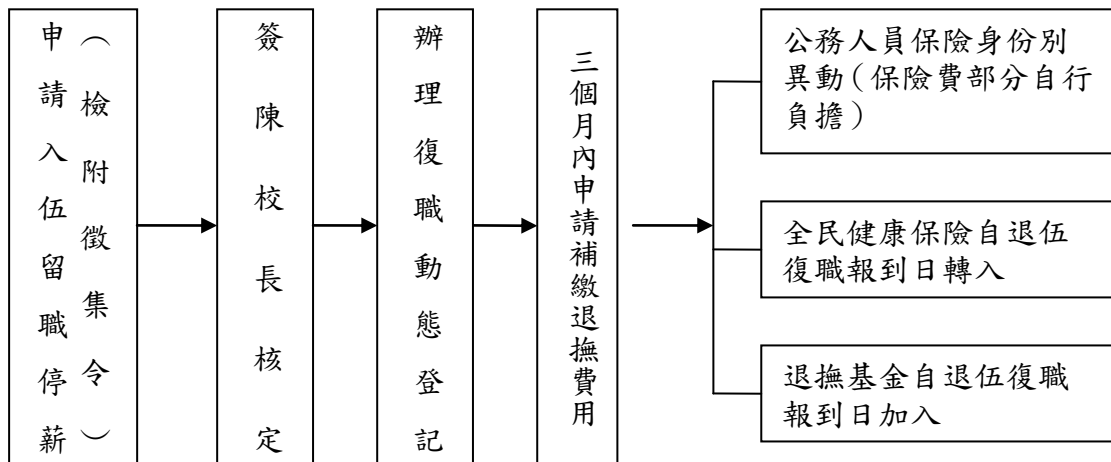 申請入伍留職停薪
（檢附徵集令）
簽陳校長核定
辦理復職動態登記
三個月內申請補繳退撫費用
公務人員保險身份別
異動(保險費部分自行
負擔)
全民健康保險自退伍
復職報到日轉入
退撫基金自退伍復職
報到日加入